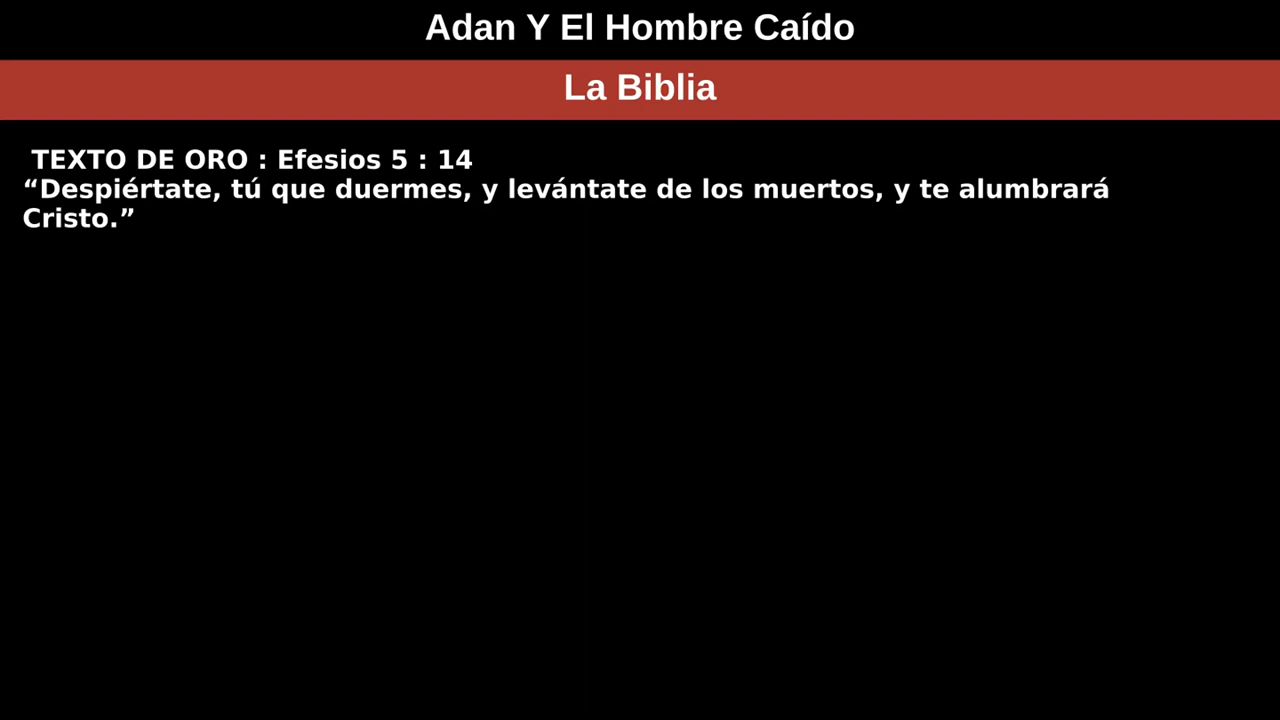 Adan Y El Hombre Caído
La Biblia
TEXTO DE ORO : Efesios 5 : 14
“Despiértate, tú que duermes, y levántate de los muertos, y te alumbrará
Cristo.”